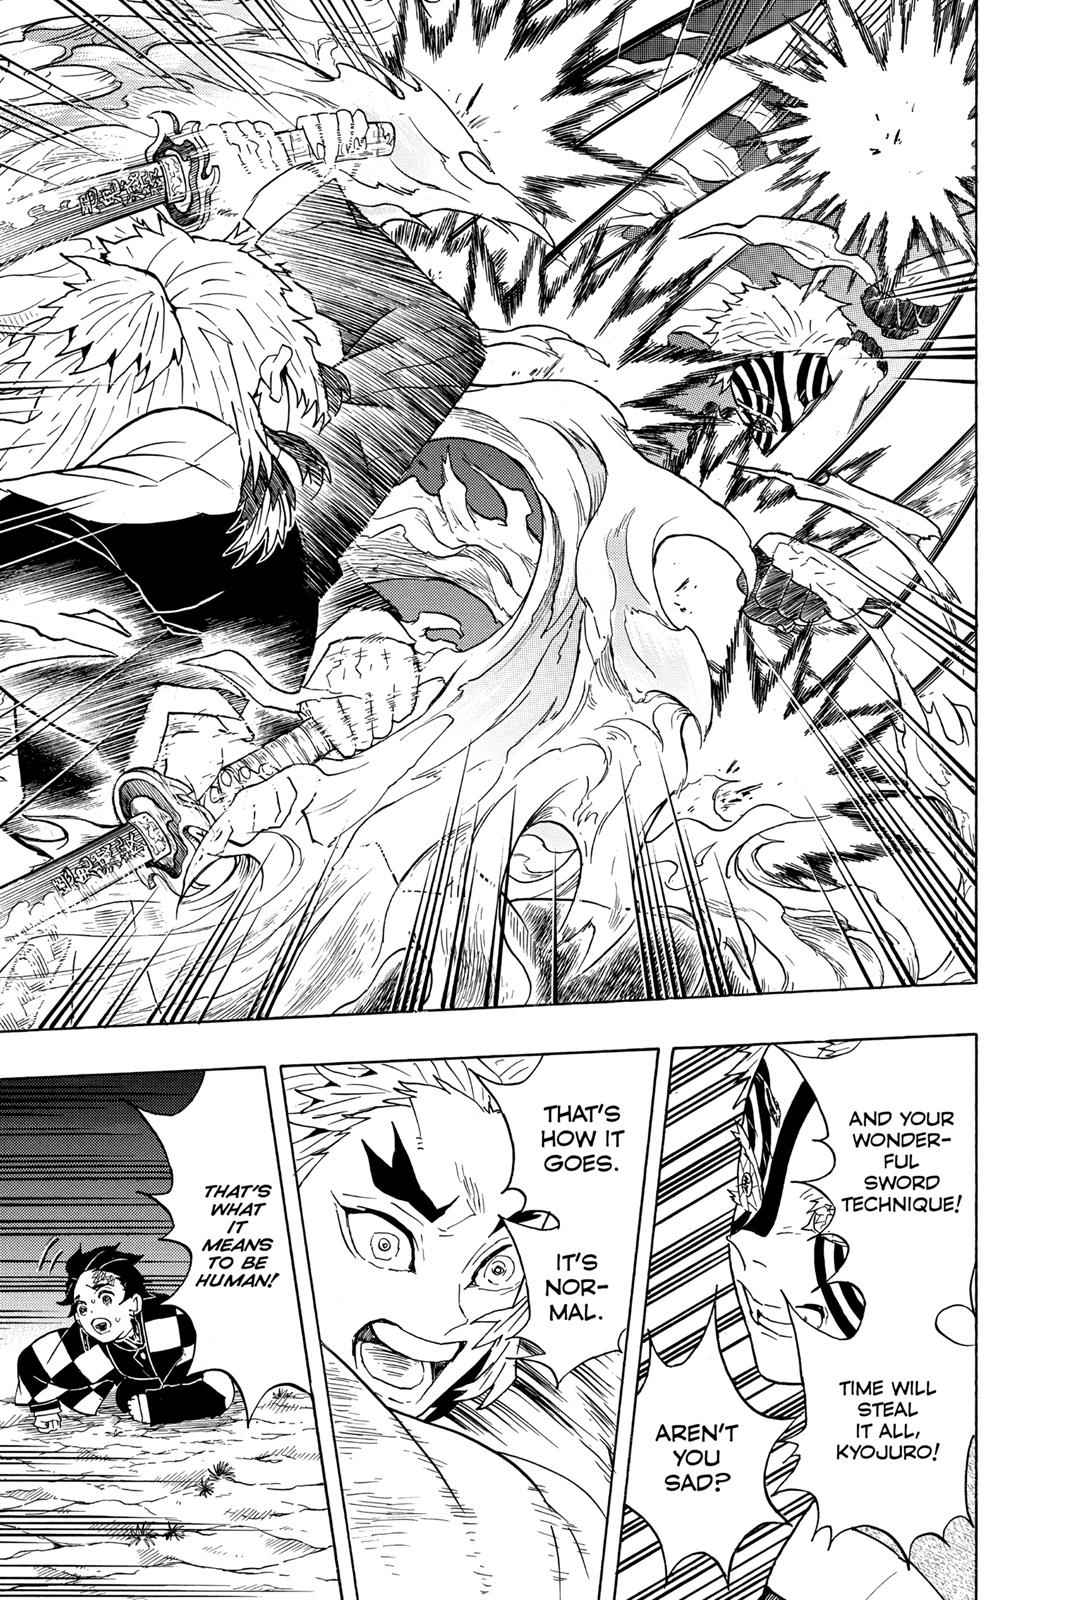 AND YOUR
WONDER-
FUL
SWORD
TECHNIQUE!
TIME WILL
STEAL
IT ALL,
KYOJURO!
AREN'T
YOU
SAD?
THAT'S
HOW IT
GOES.
IT'S
NOR-
MAL.
THAT'S
WHAT
IT
MEANS
TO BE
HUMAN!